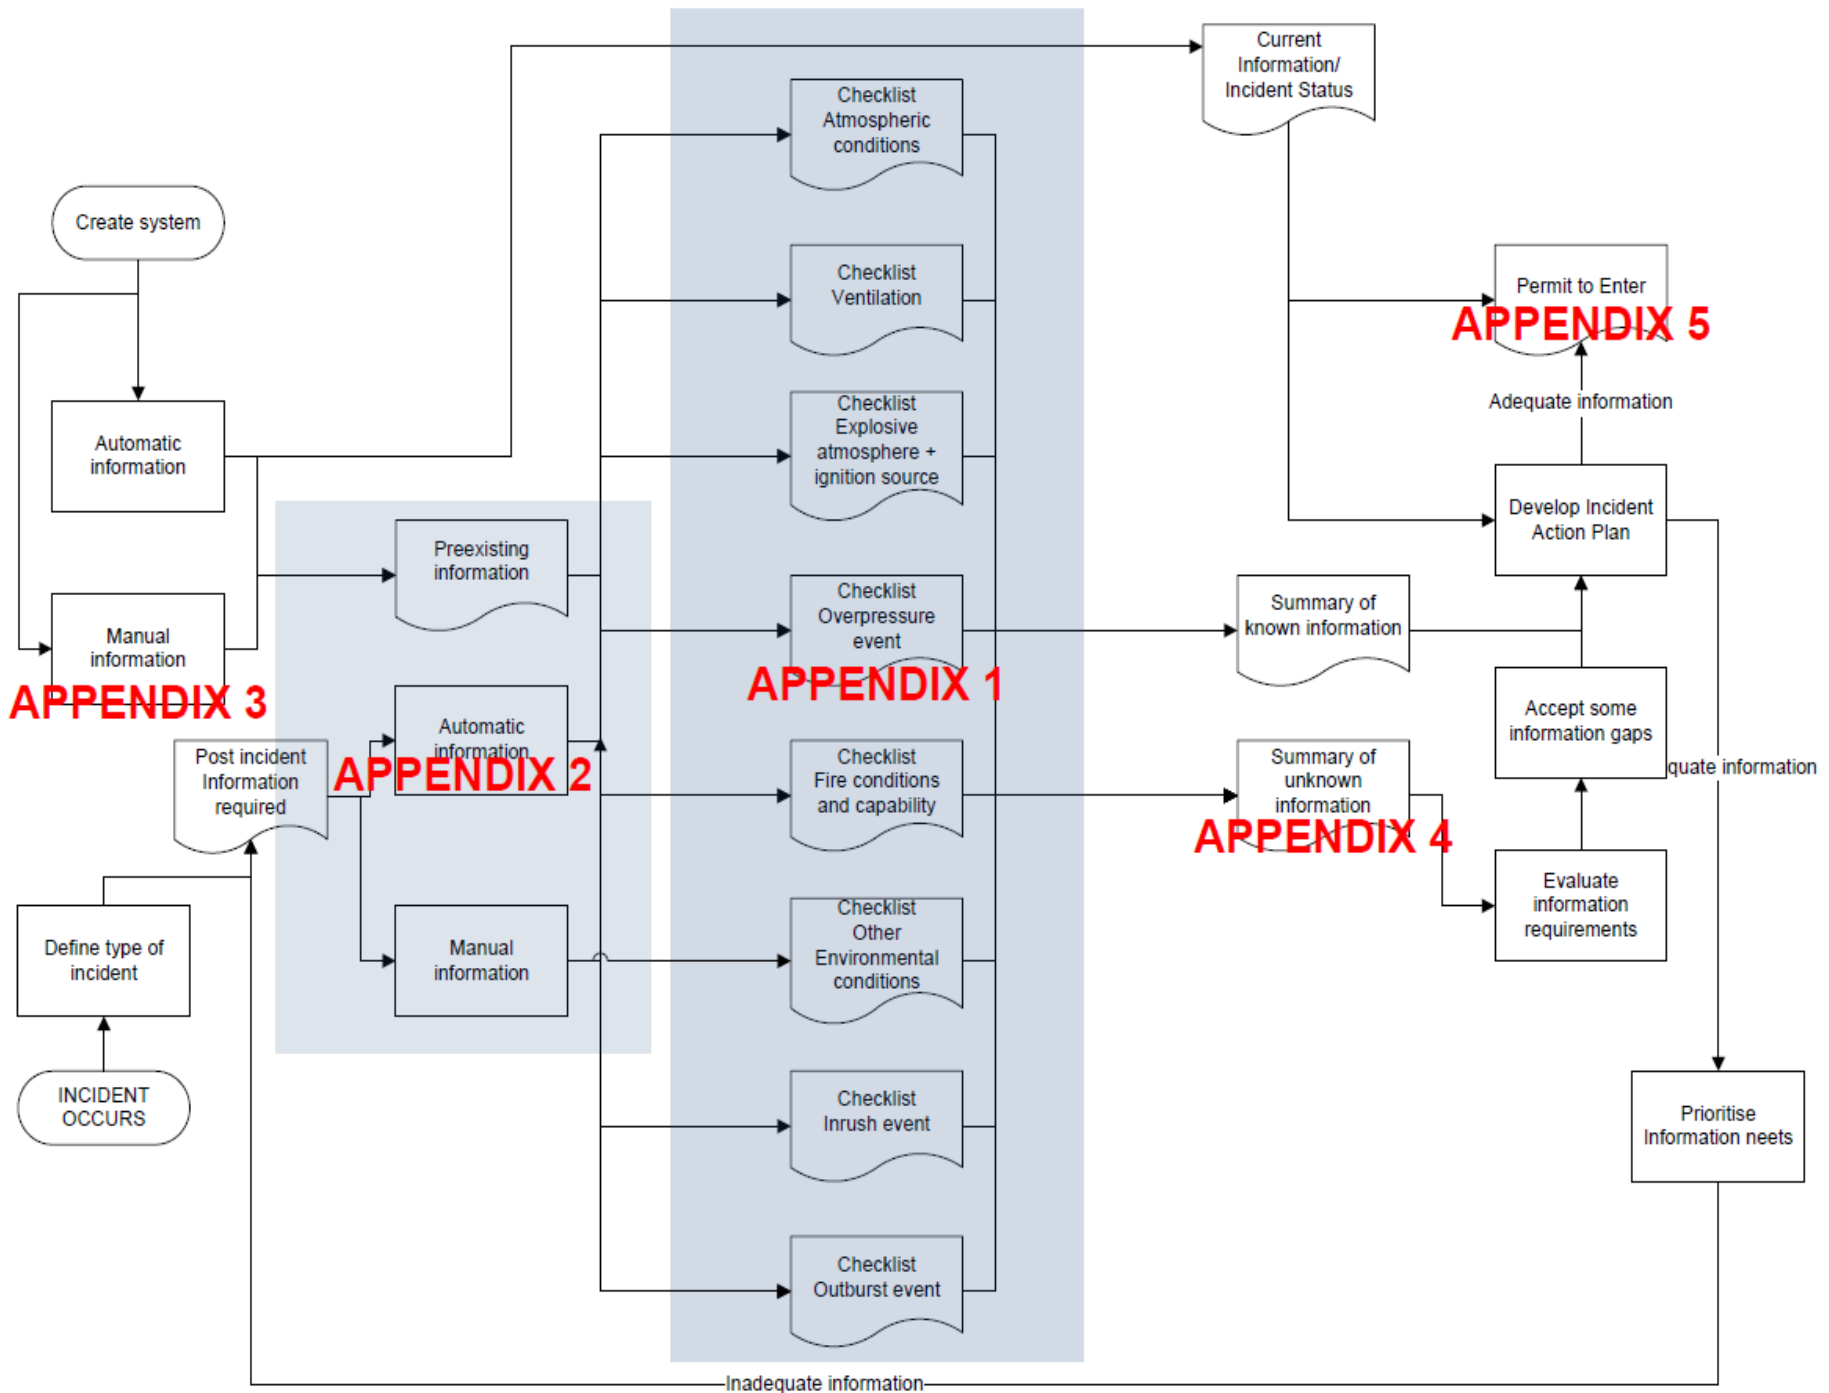 Current
Information/
Incident Status
Checklist
Atmospheric
conditions
Create system
Checklist
Ventilation
Permit to Enter
APPENDIX 5
Adequate information
Checklist
Explosive
atmosphere +
ignition source
Automatic
information
Develop Incident
Action Plan
Preexisting
information
Checklist
Overpressure
event
APPENDIX 1
Summary of
known information
Manual
information
APPENDIX 3
Accept some
information gaps
quate information
Automatic
information
APPENDIX 2
Post incident
Information
required
Checklist
Fire conditions
and capability
Summary of
unknown
information
APPENDIX 4
Evaluate
information
requirements
Checklist
Other
Environmental
conditions
Manual
information
Define type of
incident
INCIDENT
OCCURS
Checklist
Inrush event
Prioritise
Information neets
Checklist
Outburst event
Inadequate information